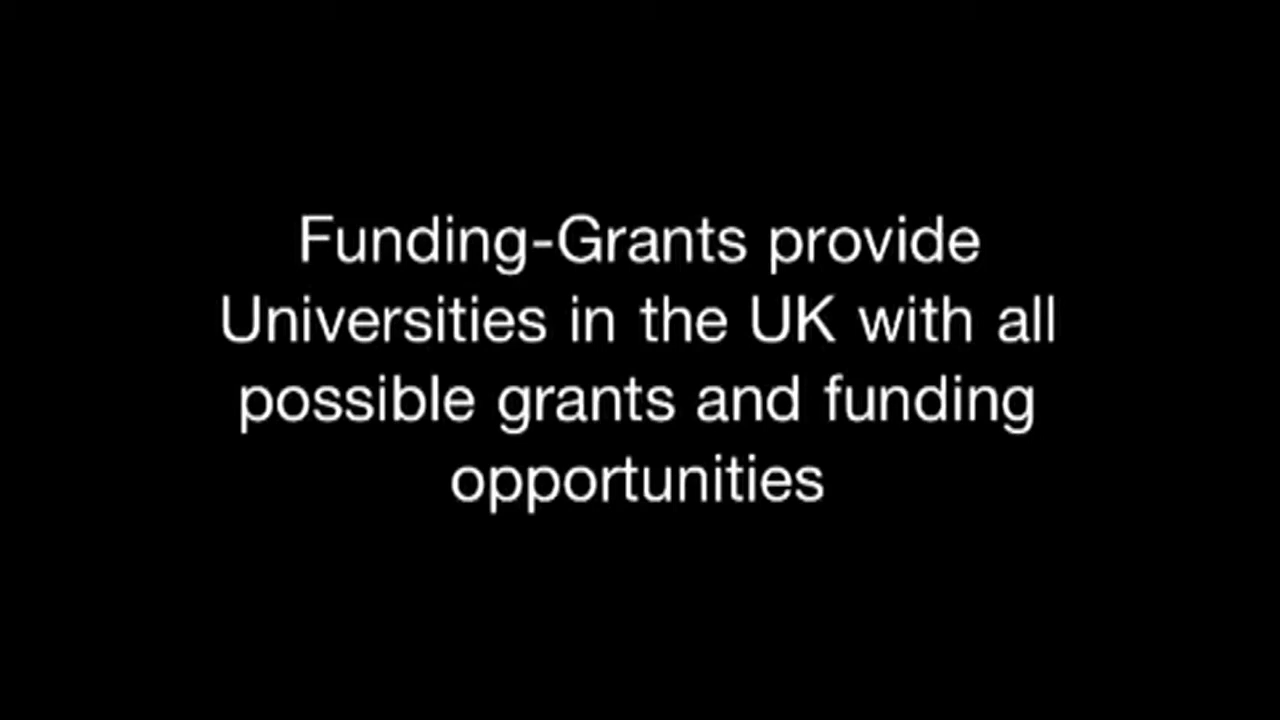 Funding-Grants provide
Universities in the UK with all
possible grants and funding
opportunities